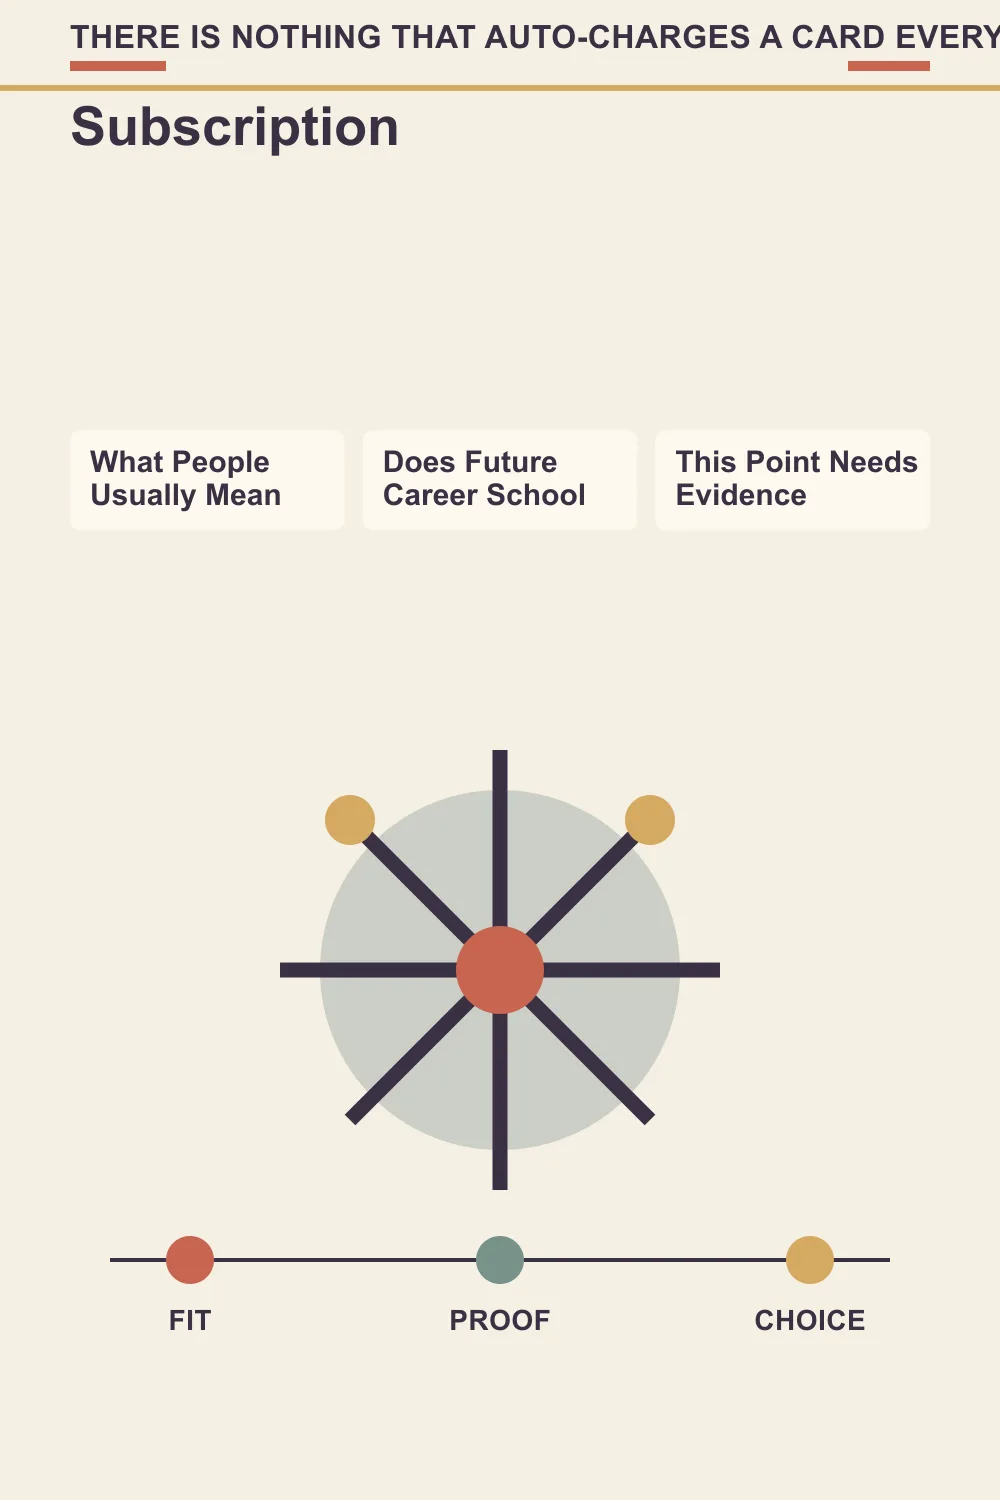 THERE IS NOTHING THAT AUTO-CHARGES A CARD EVERY
Subscription
What People
Usually Mean
Does Future
Career School
This Point Needs
Evidence
FIT
PROOF
CHOICE